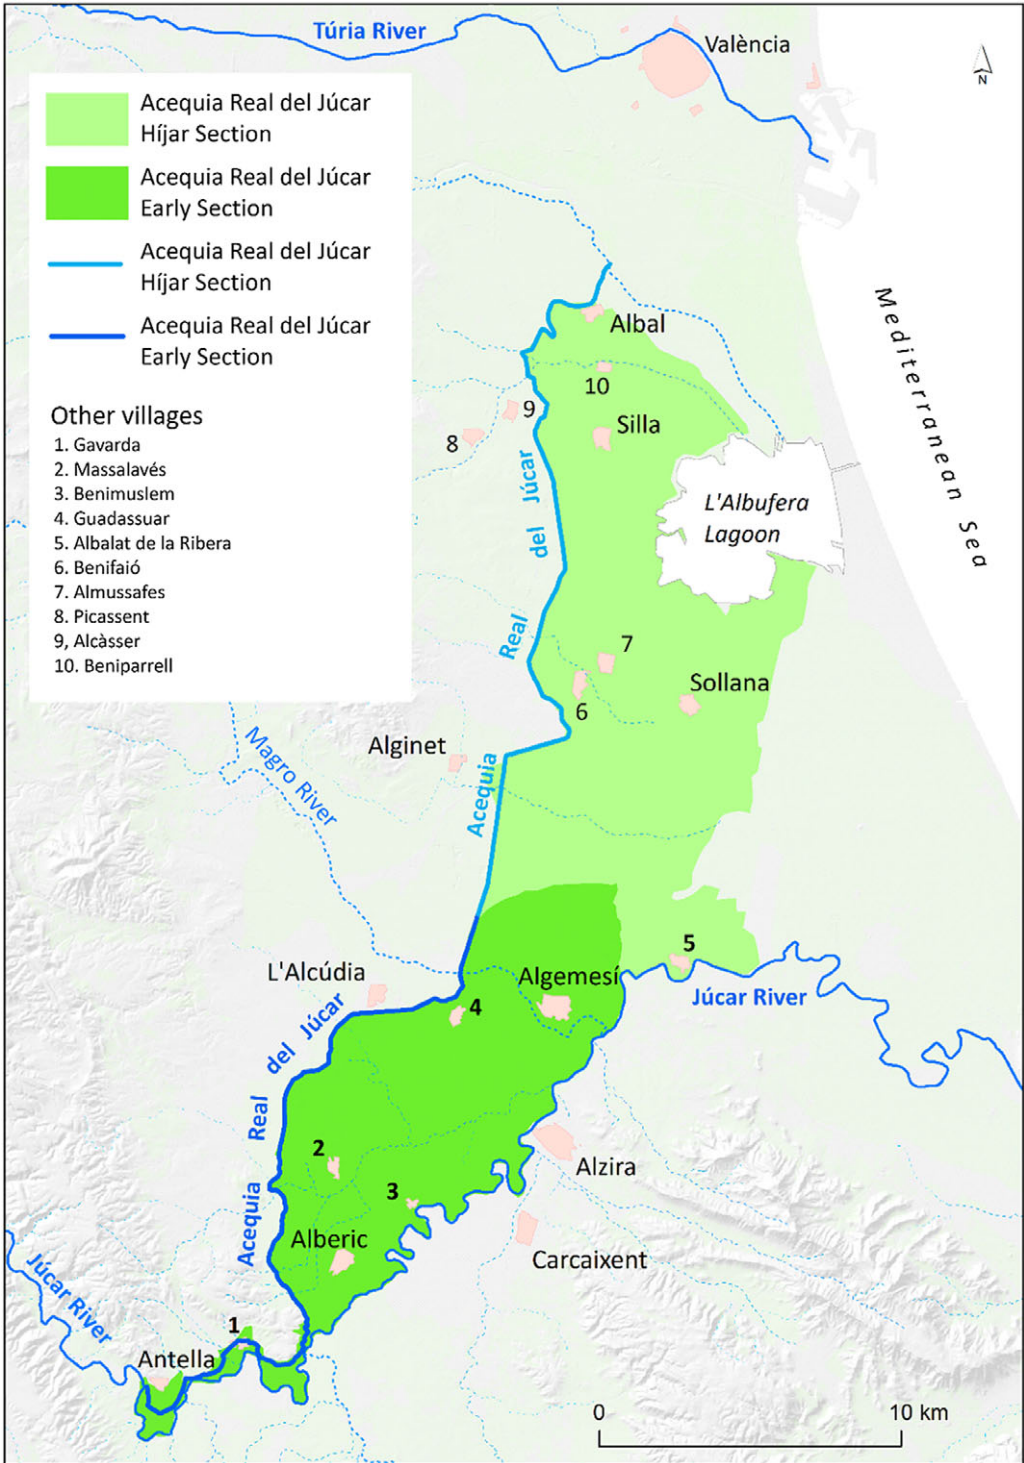 Túria River
València
N
Acequia Real del Júcar
Híjar Section
Acequia Real del Júcar
Early Section
Acequia Real del Júcar
Híjar Section
Acequia Real del Júcar
Early Section
Other villages
1. Gavarda
2. Massalavés
3. Benimuslem
4. Guadassuar
5. Albalat de la Ribera
6. Benifaió
7. Almussafes
8. Picassent
9, Alcàsser
10. Beniparrell
Mediterranean Sea
Albal
10
9
Silla
8
L'Albufera
Lagoon
Acequia Real del Júcar
7
Sollana
6
Alginet
Magro River
5
L'Alcúdia
Algemesí
Júcar River
4
Acequia Real del Júcar
2
Alzira
3
Alberic
Carcaixent
Júcar River
1
Antella
0 10 km